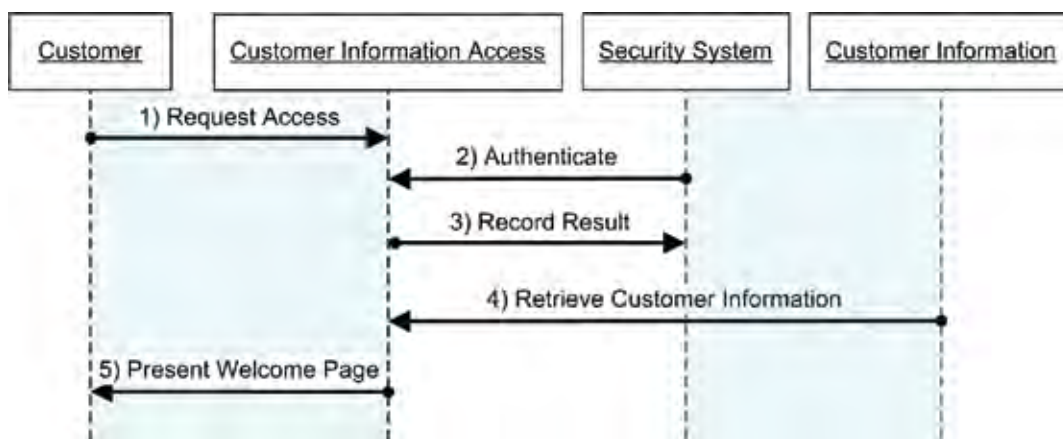 Customer
Customer Information Access
Security System
Customer Information
1) Request Access
2) Authenticate
3) Record Result
4) Retrieve Customer Information
5) Present Welcome Page